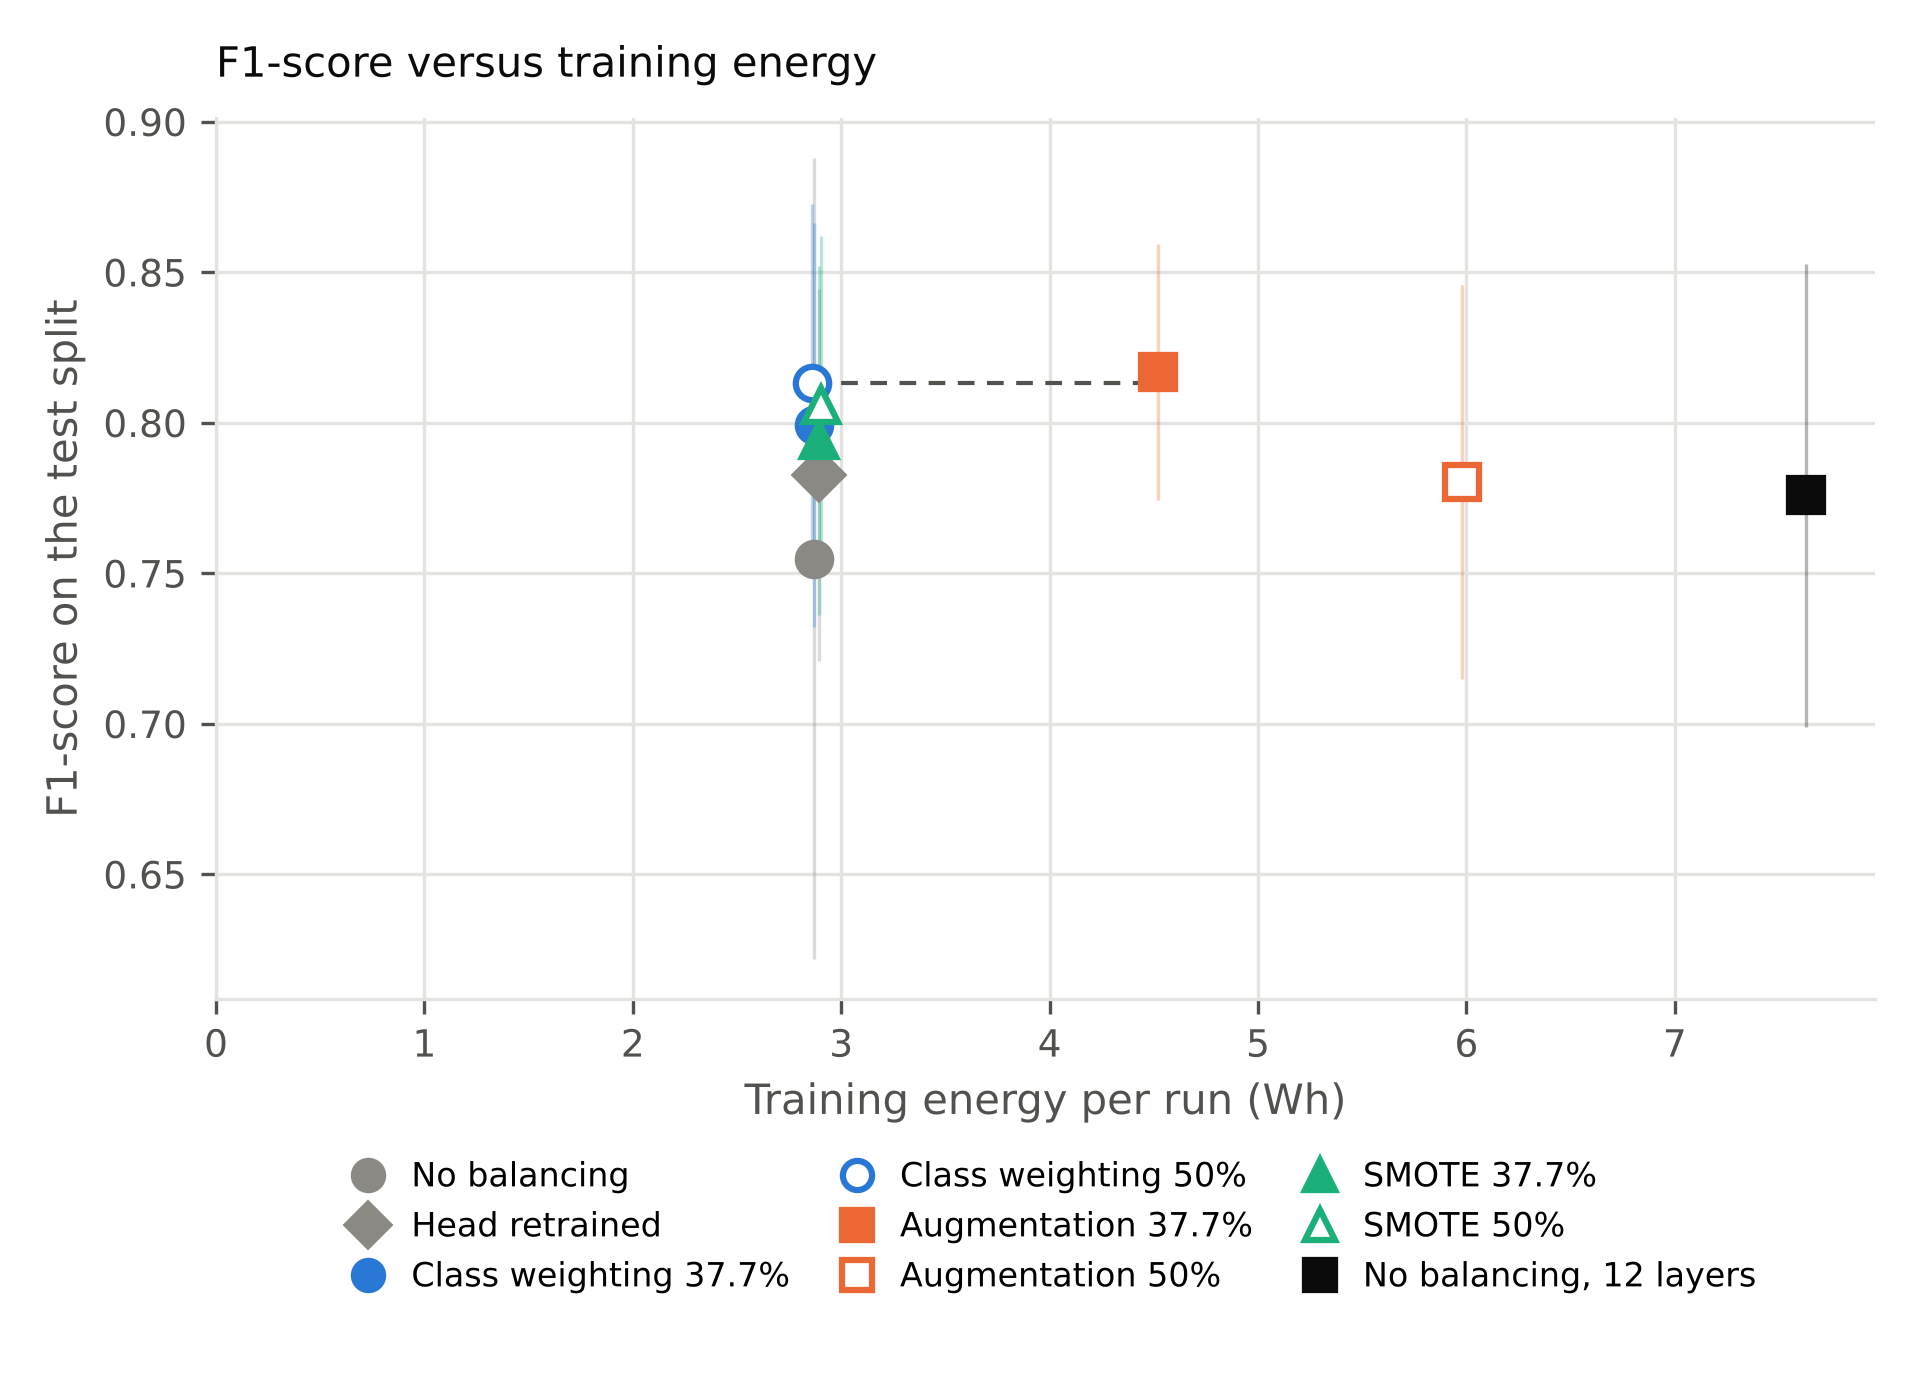 F1-score versus training energy
F1-score on the test split
0.90
0.85
0.80
0.75
0.70
0.65
0 1 2 3 4 5 6 7
Training energy per run (Wh)
No balancing
Head retrained
Class weighting 37.7%
Class weighting 50%
Augmentation 37.7%
Augmentation 50%
SMOTE 37.7%
SMOTE 50%
No balancing, 12 layers